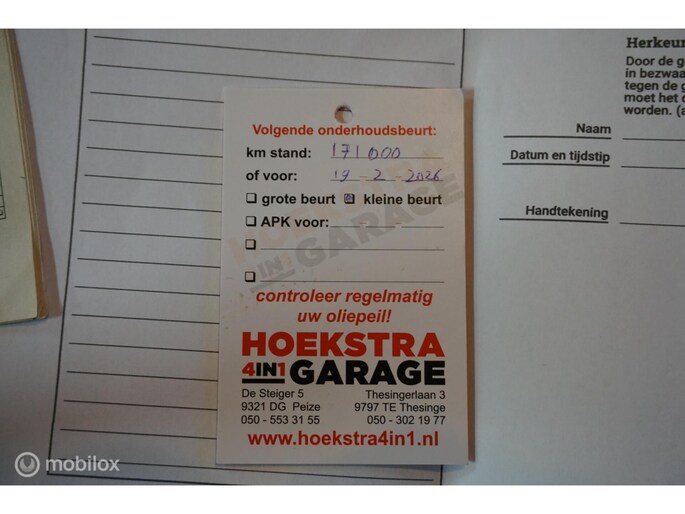 Volgende onderhoudsbeurt:
km stand: 171000
of voor: 19-2-2026
grote beurt kleine beurt
APK voor:
controleer regelmatig
uw oliepeil!
HOEKSTRA
4IN1 GARAGE
De Steiger 5 Thesingerlaan 3
9321 DG Peize 9797 TE Thesinge
050 - 553 31 55 050 - 302 19 77
www.hoekstra4in1.nl
Herkeur
Door de g
in bezwaa
tegen de g
moet het
worden. (a
Naam
Datum en tijdstip
Handtekening
mobilox